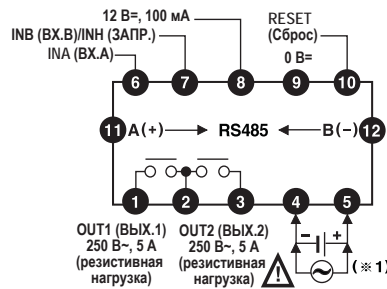 12 В=, 100 мА
RESET
(Сброс)
INB (ВХ.В)/INH (ЗАПР.)
INA (ВХ.А)
0 В=
6 7 8 9 10
11 A(+) RS485 B(−) 12
1 2 3 4 5
− +
OUT1 (ВЫХ.1)
250 В~, 5 А
(резистивная
нагрузка)
OUT2 (ВЫХ.2)
250 В~, 5 А
(резистивная
нагрузка)
(※1)